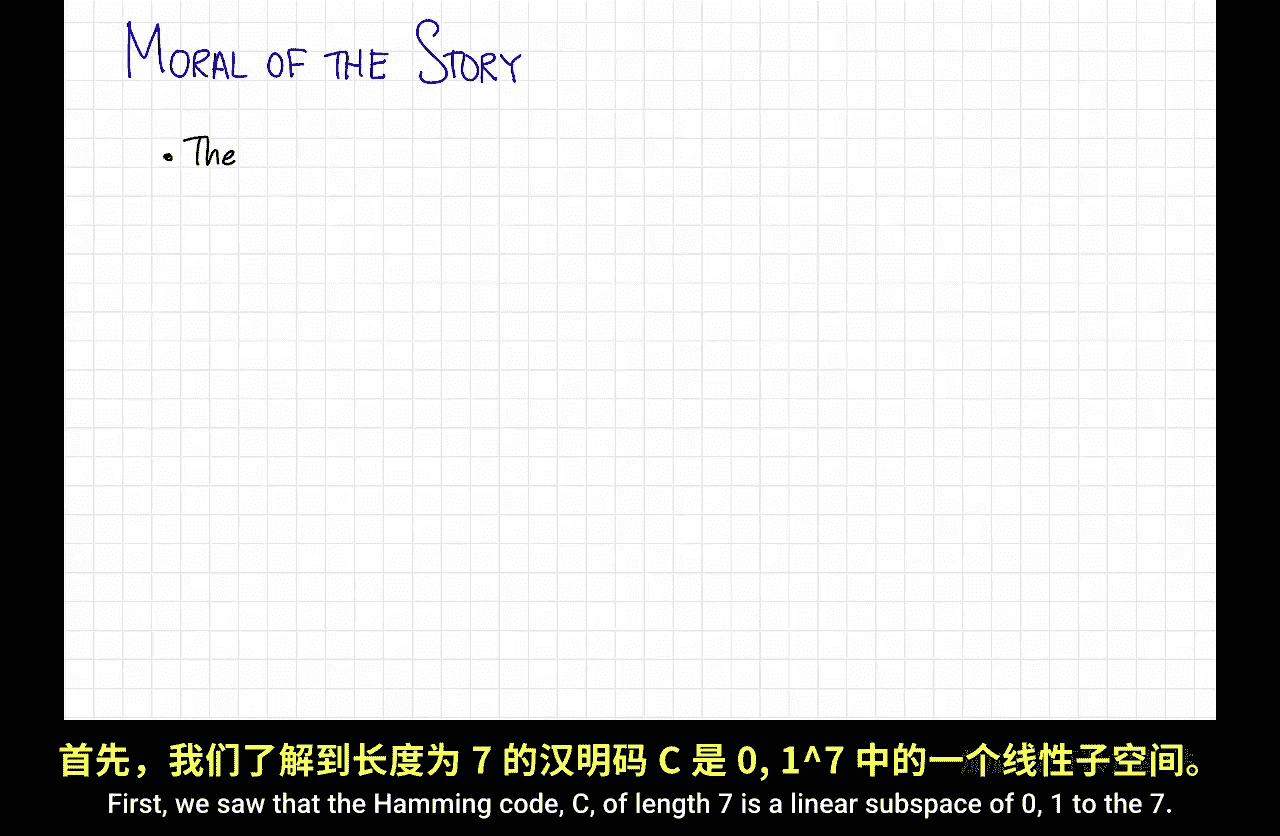 MORAL OF THE STORY
• The
首先，我们了解到长度为 7 的汉明码 C 是 0, 1^7 中的一个线性子空间。
First, we saw that the Hamming code, C, of length 7 is a linear subspace of 0, 1 to the 7.